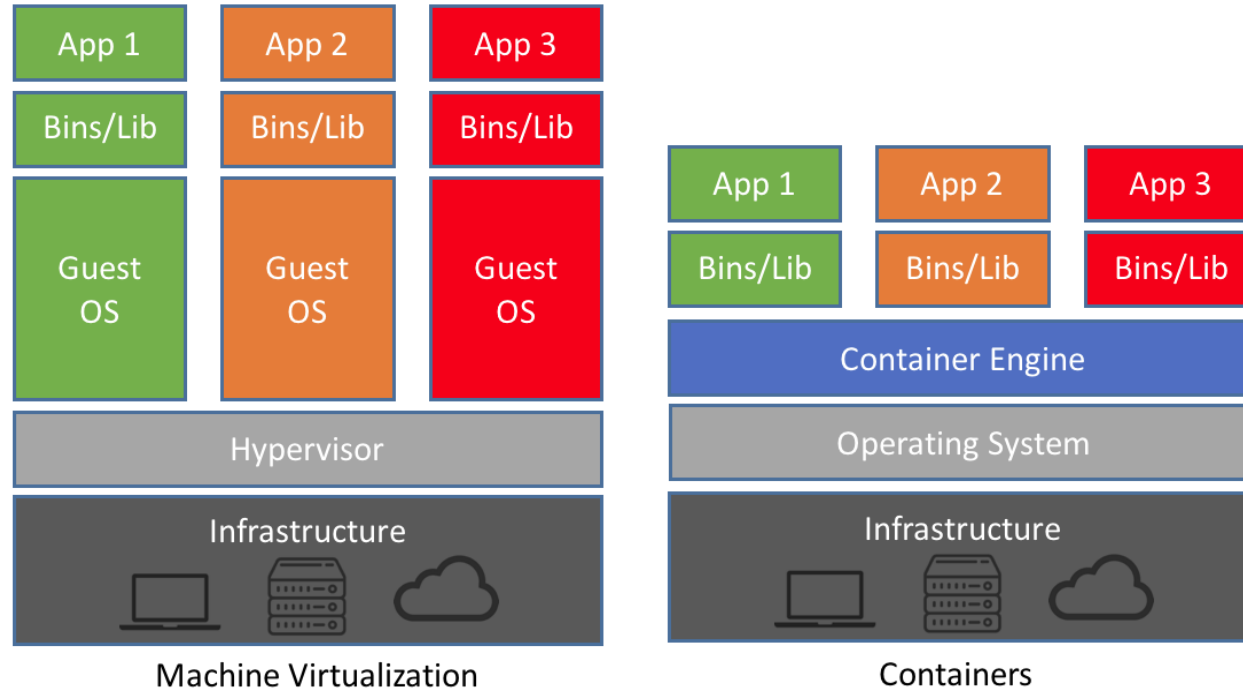 App 1
App 2
App 3
Bins/Lib
Bins/Lib
Bins/Lib
Guest
OS
Guest
OS
Guest
OS
Hypervisor
Infrastructure
Machine Virtualization
App 1
App 2
App 3
Bins/Lib
Bins/Lib
Bins/Lib
Container Engine
Operating System
Infrastructure
Containers